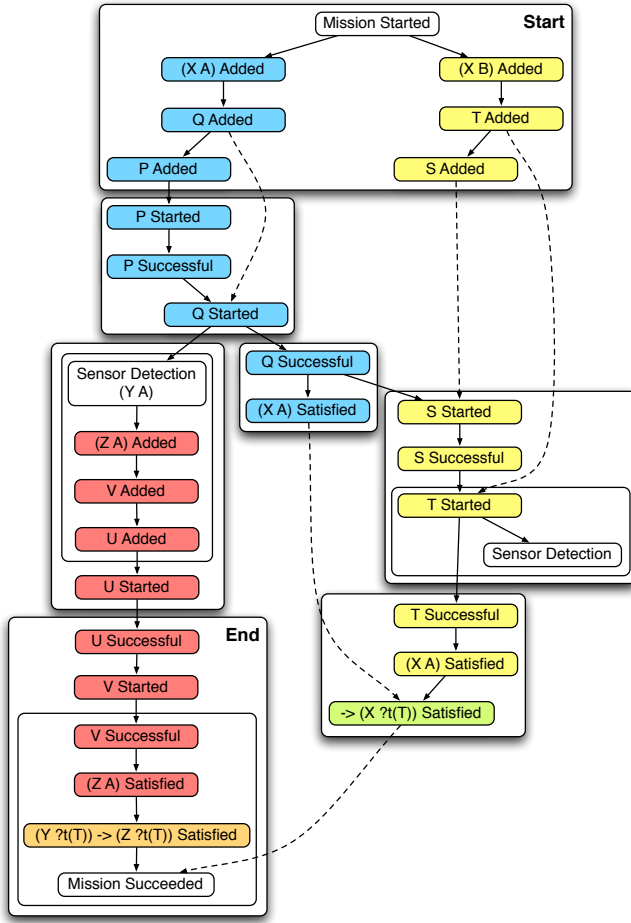 Mission Started
Start
(X A) Added
(X B) Added
Q Added
T Added
P Added
S Added
P Started
P Successful
Q Started
Sensor Detection
(Y A)
Q Successful
(X A) Satisfied
S Started
(Z A) Added
S Successful
V Added
T Started
U Added
Sensor Detection
U Started
T Successful
End
U Successful
(X A) Satisfied
V Started
-> (X ?t(T)) Satisfied
V Successful
(Z A) Satisfied
(Y ?t(T)) -> (Z ?t(T)) Satisfied
Mission Succeeded